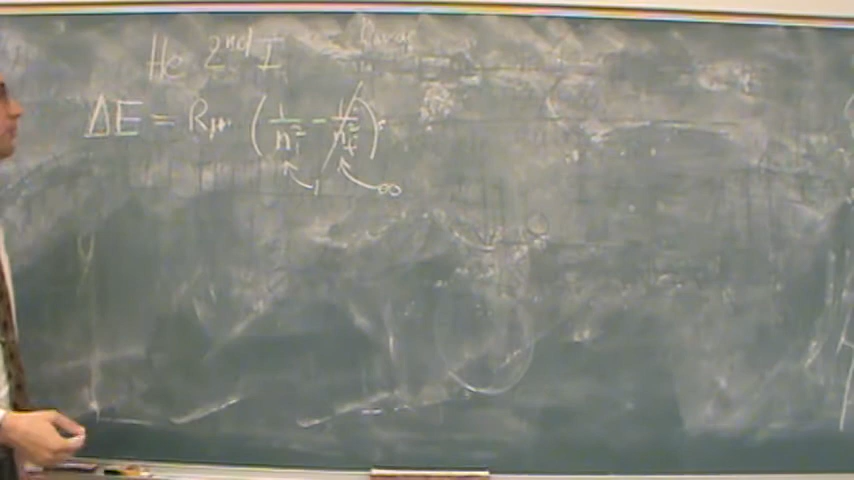 He 2nd I
ΔE = R_H (1/n_i² - 1/n_f²)
1 ∞